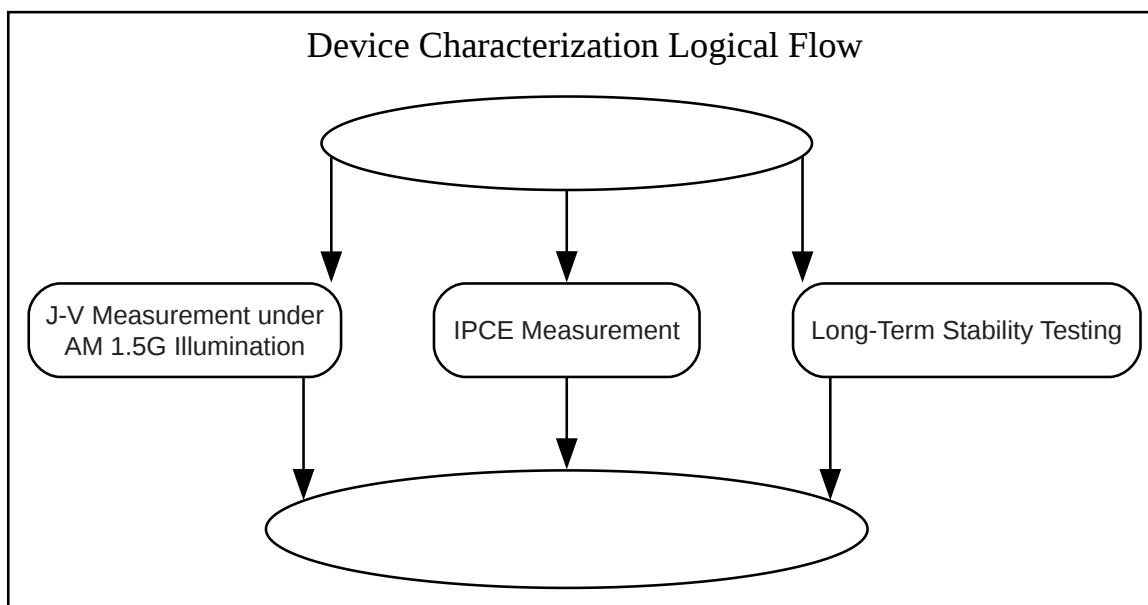 Device Characterization Logical Flow
J-V Measurement under
AM 1.5G Illumination
IPCE Measurement
Long-Term Stability Testing